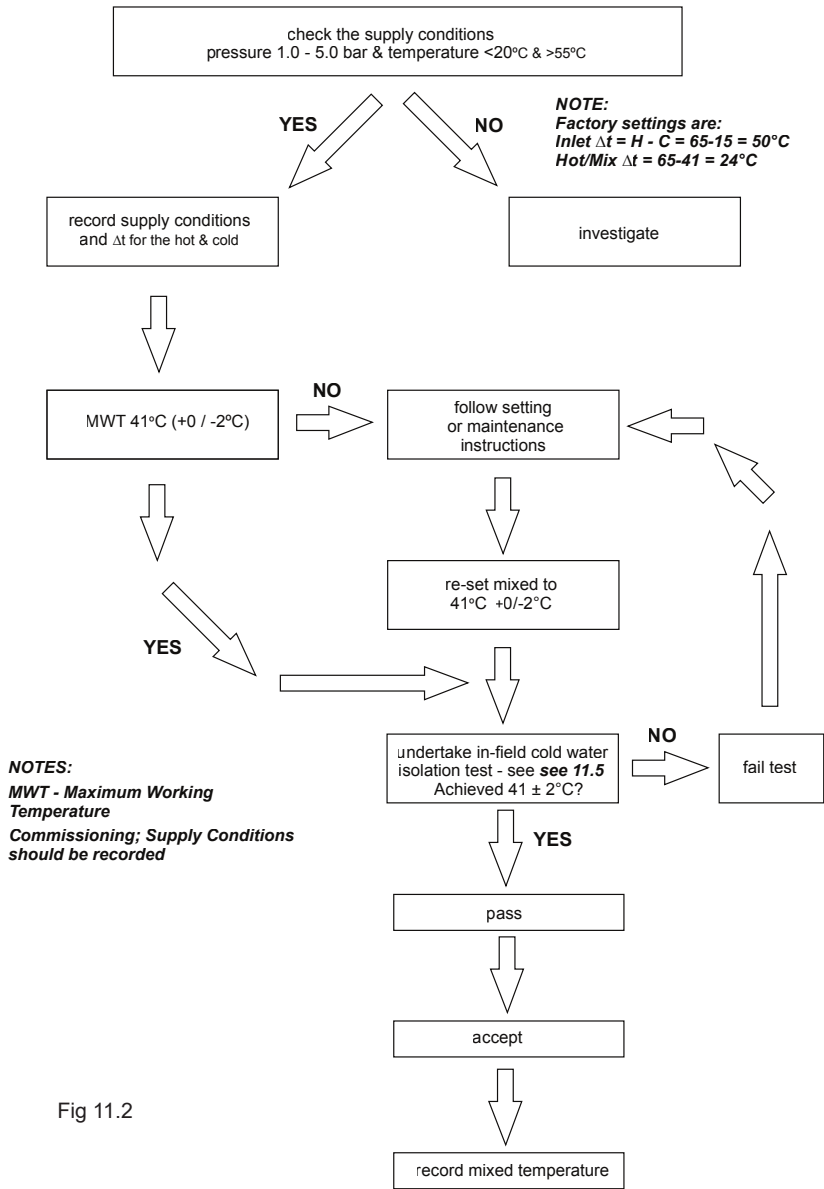 check the supply conditions
pressure 1.0 - 5.0 bar & temperature <20ºC & >55ºC
YES
NO
NOTE:
Factory settings are:
Inlet Δt = H - C = 65-15 = 50°C
Hot/Mix Δt = 65-41 = 24°C
record supply conditions
and Δt for the hot & cold
investigate
MWT 41ºC (+0 / -2ºC)
NO
follow setting
or maintenance
instructions
re-set mixed to
41ºC +0/-2°C
YES
undertake in-field cold water
isolation test - see see 11.5
Achieved 41 ± 2°C?
NO
fail test
NOTES:
MWT - Maximum Working
Temperature
Commissioning; Supply Conditions
should be recorded
YES
pass
accept
Fig 11.2
record mixed temperature